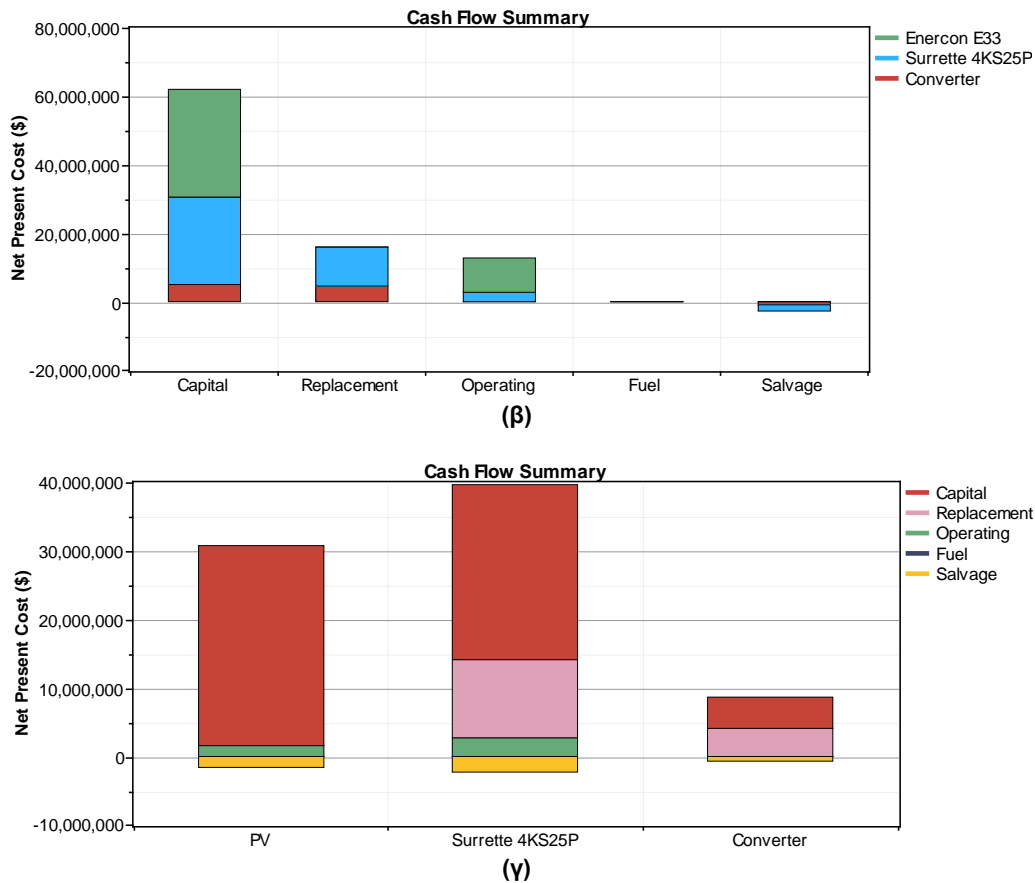 Cash Flow Summary
80,000,000
60,000,000
40,000,000
20,000,000
0
-20,000,000
Net Present Cost ($)
Capital
Replacement
Operating
Fuel
Salvage
Enercon E33
Surrette 4KS25P
Converter
(β)
Cash Flow Summary
40,000,000
30,000,000
20,000,000
10,000,000
0
-10,000,000
Net Present Cost ($)
PV
Surrette 4KS25P
Converter
Capital
Replacement
Operating
Fuel
Salvage
(γ)